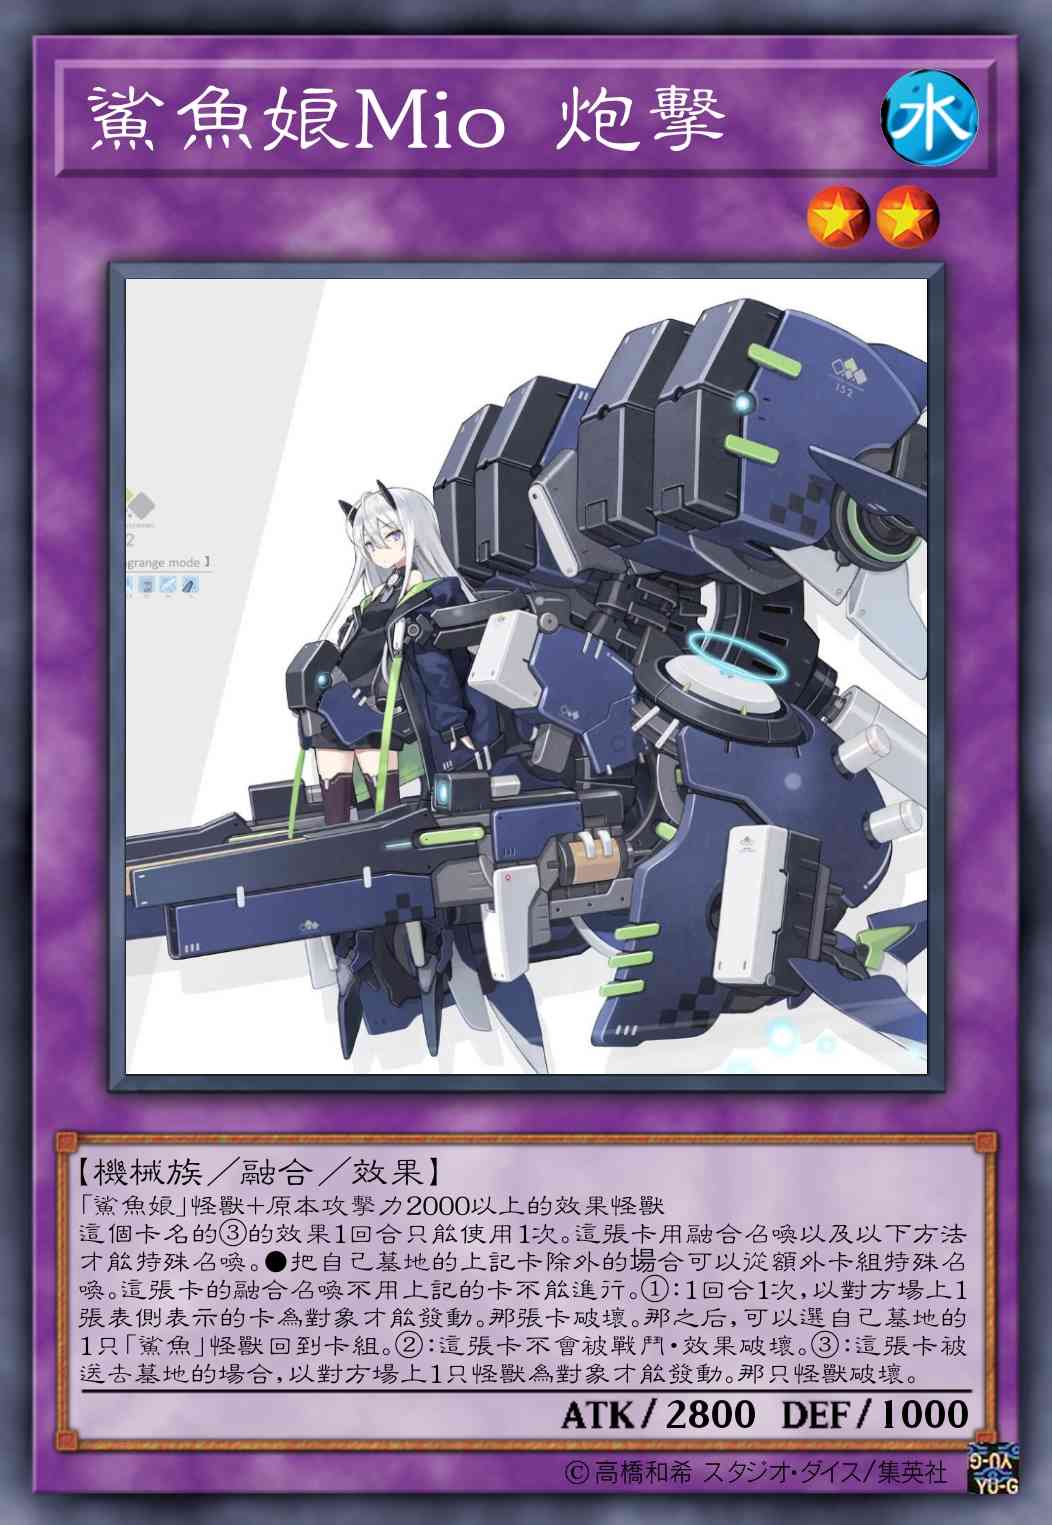 鯊魚娘Mio 炮擊
水
152
2
grange mode】
【機械族／融合／效果】
「鯊魚娘」怪獸+原本攻擊力2000以上的效果怪獸
這個卡名的③的效果1回合只能使用1次。這張卡用融合召喚以及以下方法
才能特殊召喚。●把自己墓地的上記卡除外的場合可以從額外卡組特殊召
喚。這張卡的融合召喚不用上記的卡不能進行。①:1回合1次,以對方場上1
張表側表示的卡為對象才能發動。那張卡破壞。那之后,可以選自己墓地的
1只「鯊魚」怪獸回到卡組。②:這張卡不會被戰鬥・效果破壞。③:這張卡被
送去墓地的場合,以對方場上1只怪獸為對象才能發動。那只怪獸破壞。
ATK/2800 DEF/1000
©高橋和希 スタジオ・ダイス/集英社
YU-G